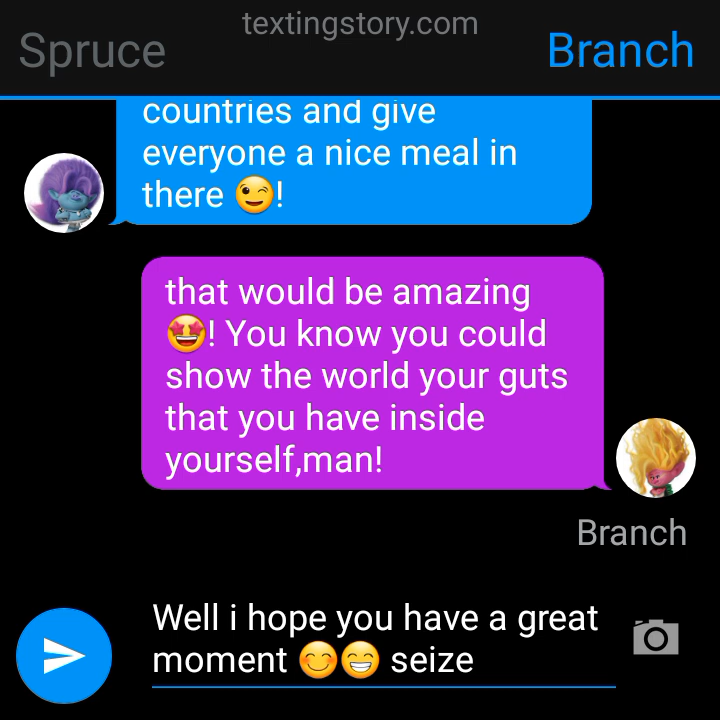 textingstory.com
Spruce
Branch
countries and give
everyone a nice meal in
there 😉!
that would be amazing
🤩! You know you could
show the world your guts
that you have inside
yourself,man!
Branch
Well i hope you have a great
moment 😊😁 seize